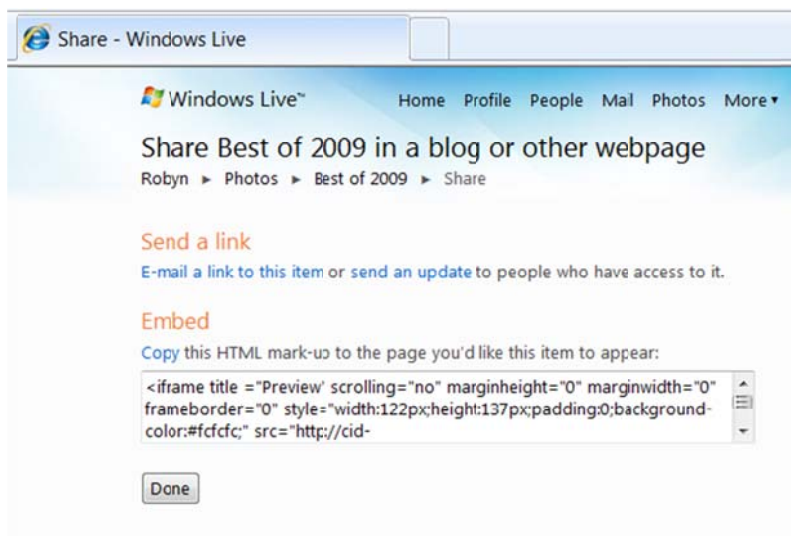 Share - Windows Live
Windows Live™
Home Profile People Mail Photos More ▾
Share Best of 2009 in a blog or other webpage
Robyn ► Photos ► Best of 2009 ► Share
Send a link
E-mail a link to this item or send an update to people who have access to it.
Embed
Copy this HTML mark-up to the page you'd like this item to appear:
<iframe title ="Preview' scrolling="no" marginheight="0" marginwidth="0"
frameborder="0" style="width:122px;height:137px;padding:0;background-
color:#fcfcfc;" src="http://cid-
Done